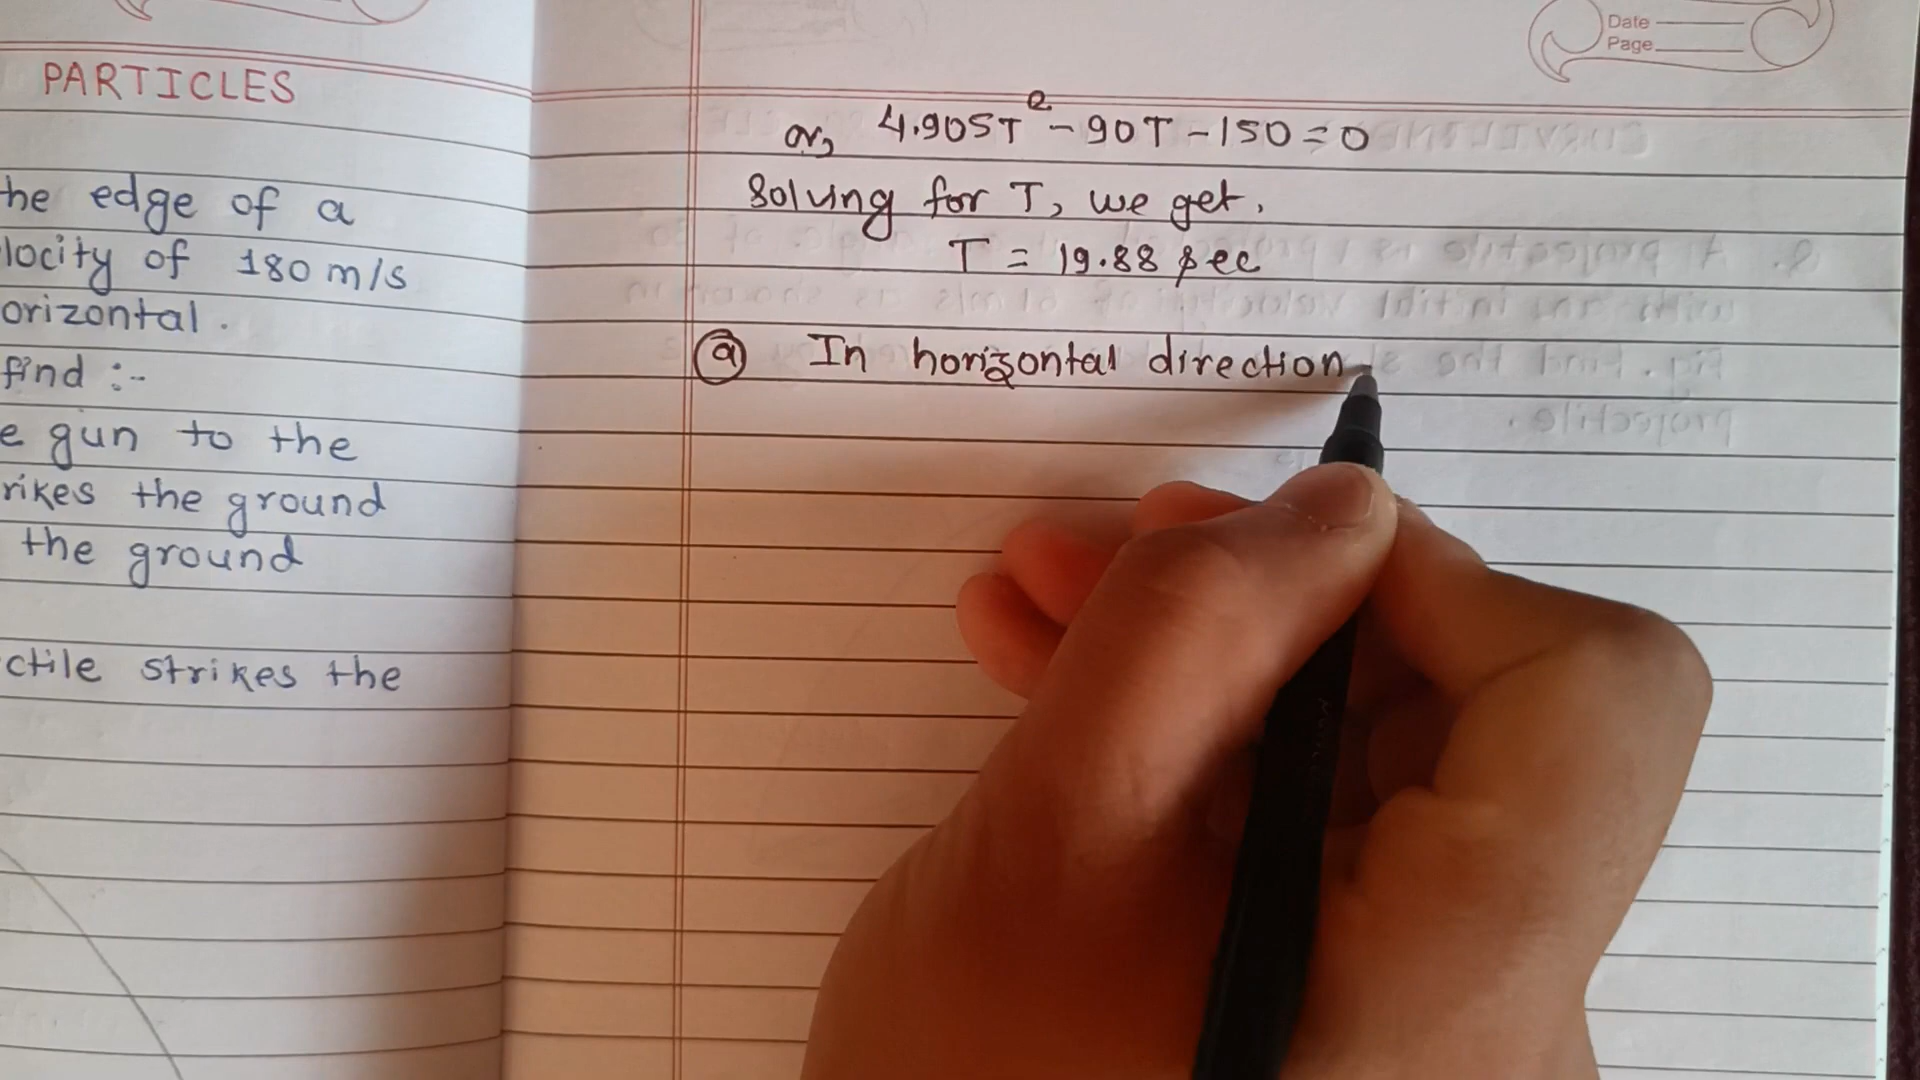 PARTICLES
he edge of a
locity of 180 m/s
orizontal.
find :-
e gun to the
rikes the ground
the ground
ctile strikes the
Date
Page
or, 4.905T² - 90T - 150 = 0
Solving for T, we get,
T = 19.88 sec
(a) In horizontal direction